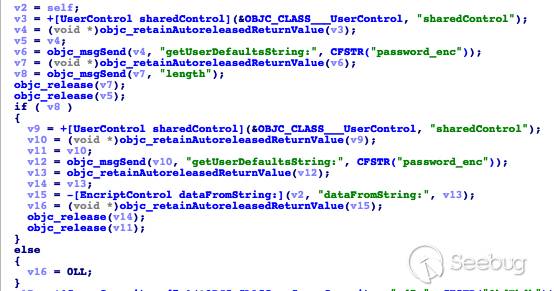 v2 = self;
v3 = +[UserControl sharedControl](&OBJC_CLASS___UserControl, "sharedControl");
v4 = (void *)objc_retainAutoreleasedReturnValue(v3);
v5 = v4;
v6 = objc_msgSend(v4, "getUserDefaultsString:", CFSTR("password_enc"));
v7 = (void *)objc_retainAutoreleasedReturnValue(v6);
v8 = objc_msgSend(v7, "length");
objc_release(v7);
objc_release(v5);
if ( v8 )
{
v9 = +[UserControl sharedControl](&OBJC_CLASS___UserControl, "sharedControl");
v10 = (void *)objc_retainAutoreleasedReturnValue(v9);
v11 = v10;
v12 = objc_msgSend(v10, "getUserDefaultsString:", CFSTR("password_enc"));
v13 = objc_retainAutoreleasedReturnValue(v12);
v14 = v13;
v15 = -[EncriptControl dataFromString:](v2, "dataFromString:", v13);
v16 = (void *)objc_retainAutoreleasedReturnValue(v15);
objc_release(v14);
objc_release(v11);
}
else
{
v16 = 0LL;
}
Seebug